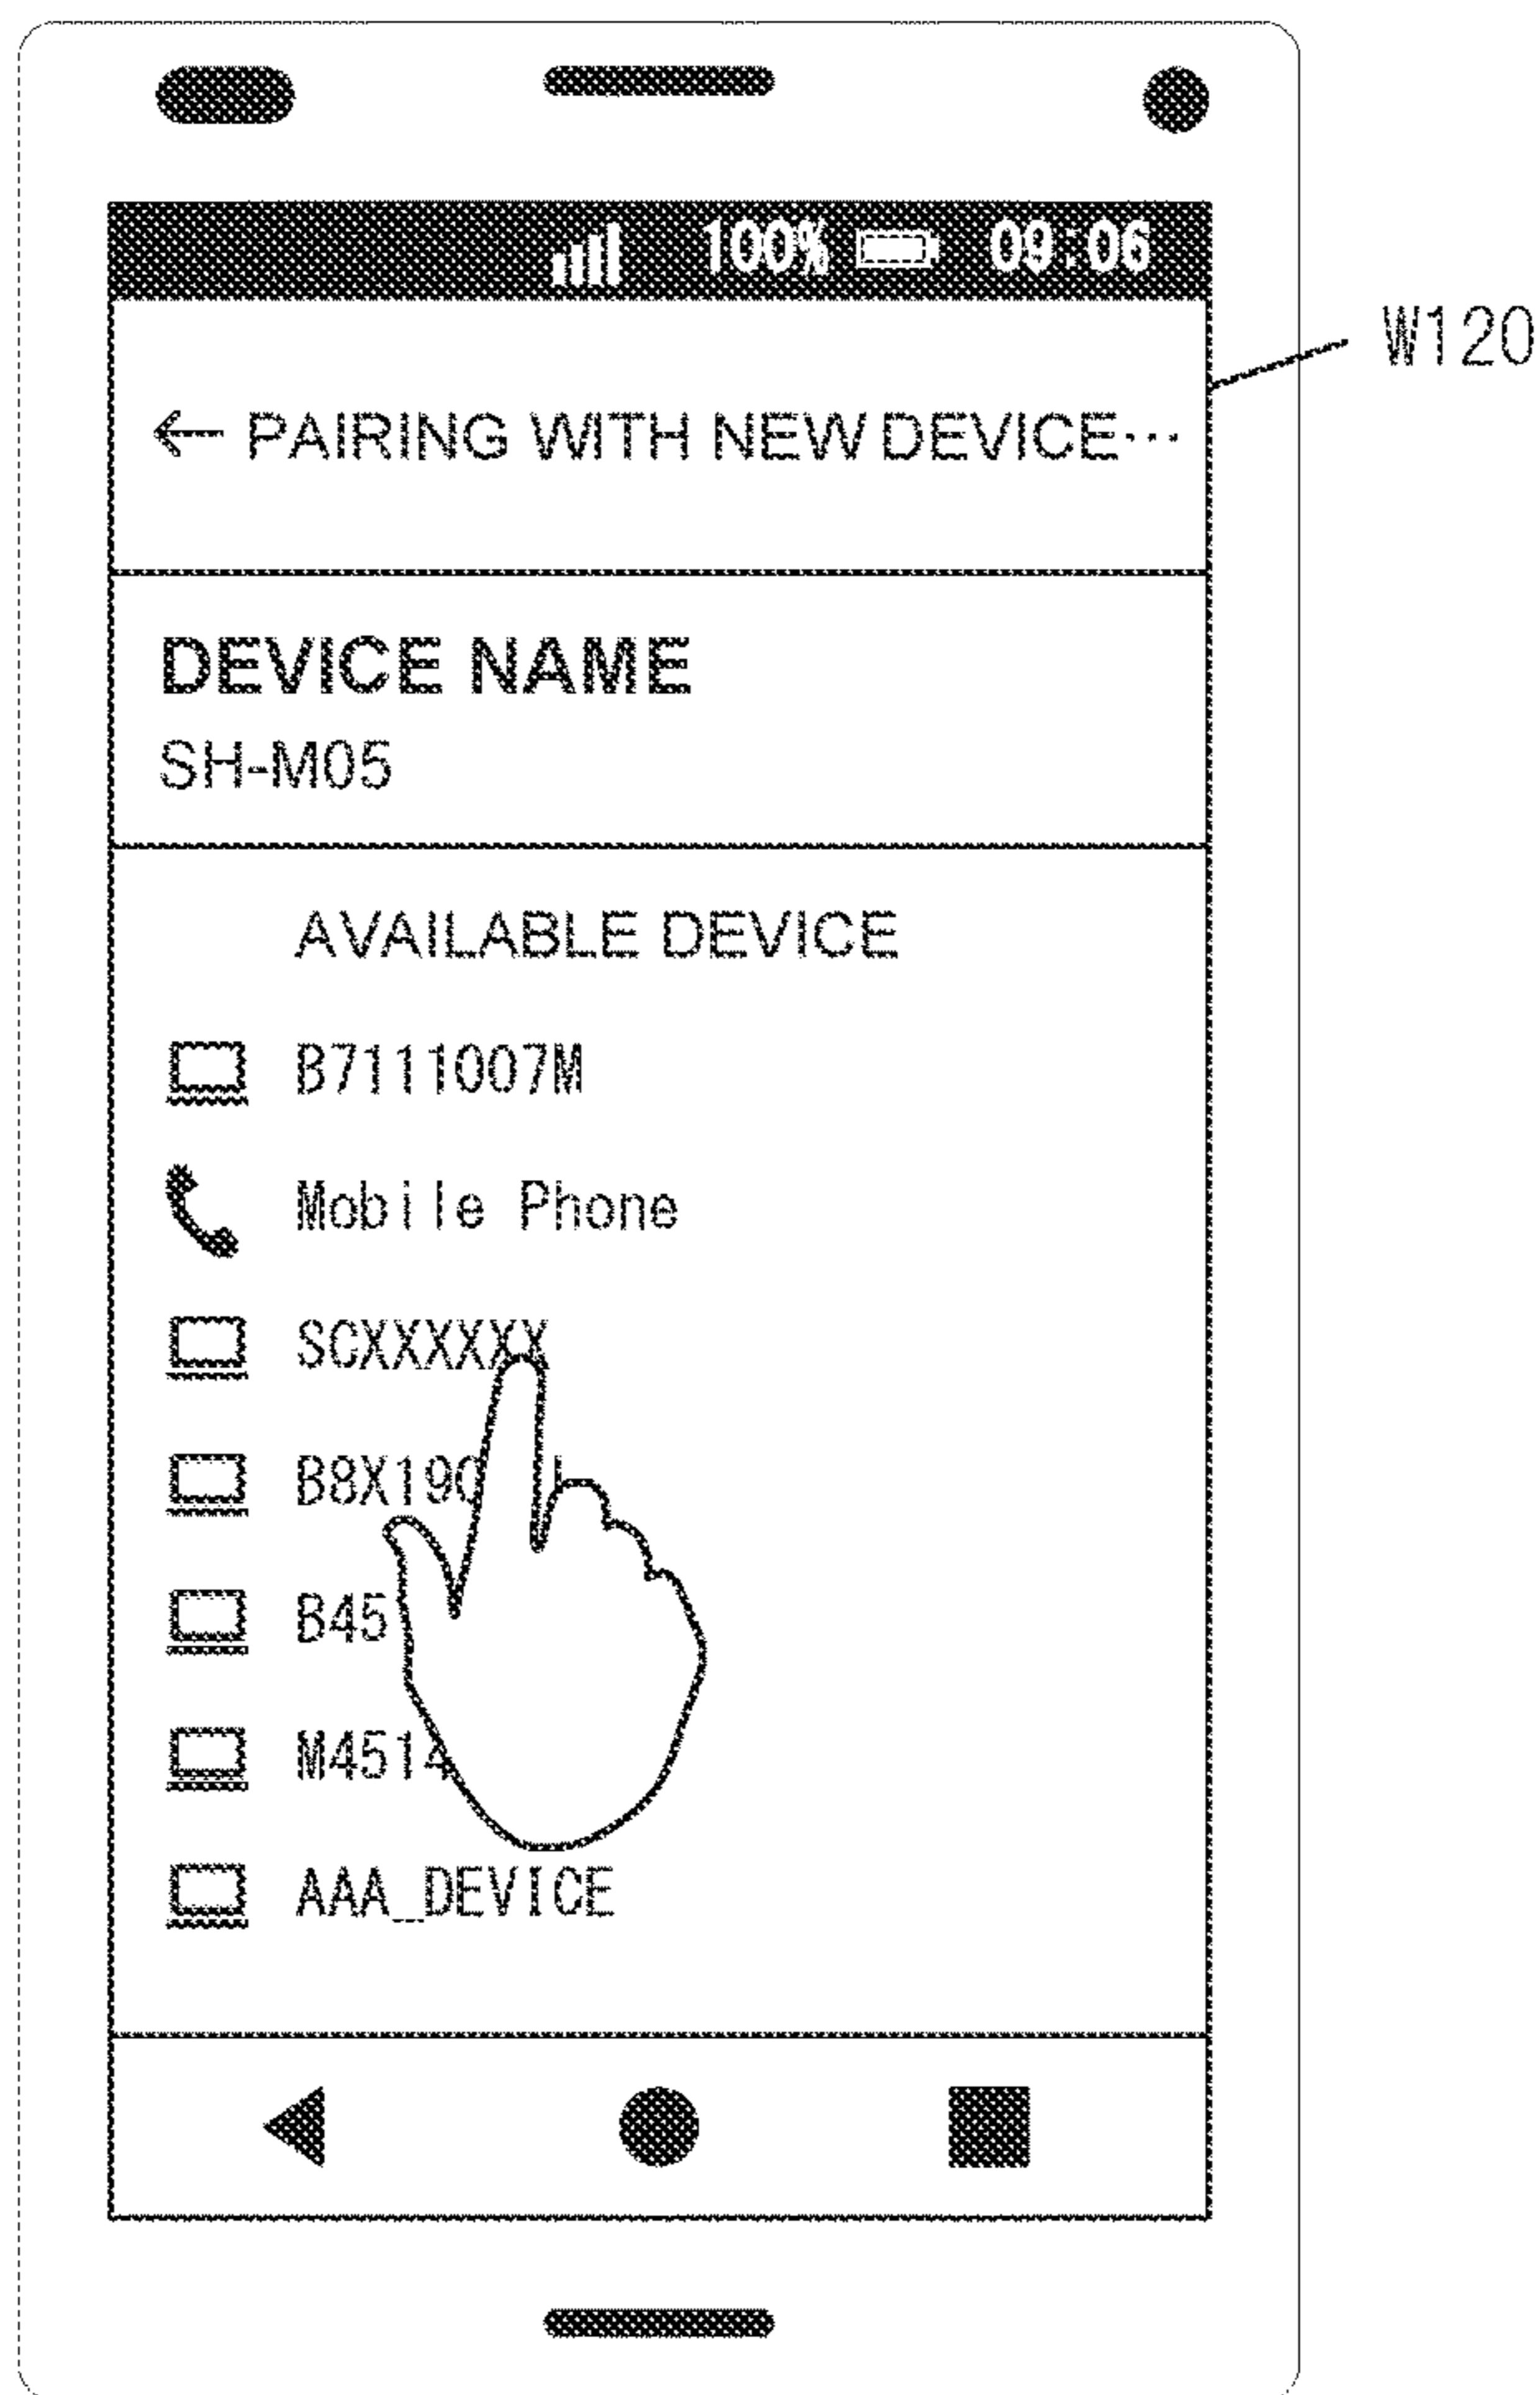 100% 09:06
W120
← PAIRING WITH NEW DEVICE…
DEVICE NAME
SH-M05
AVAILABLE DEVICE
B7111007M
Mobile Phone
SCXXXXXX
AAA_DEVICE